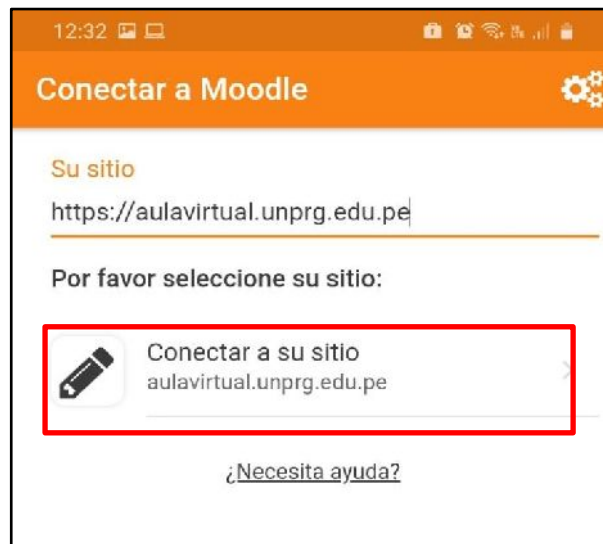 12:32
Conectar a Moodle
Su sitio
https://aulavirtual.unprg.edu.pe
Por favor seleccione su sitio:
Conectar a su sitio
aulavirtual.unprg.edu.pe
¿Necesita ayuda?